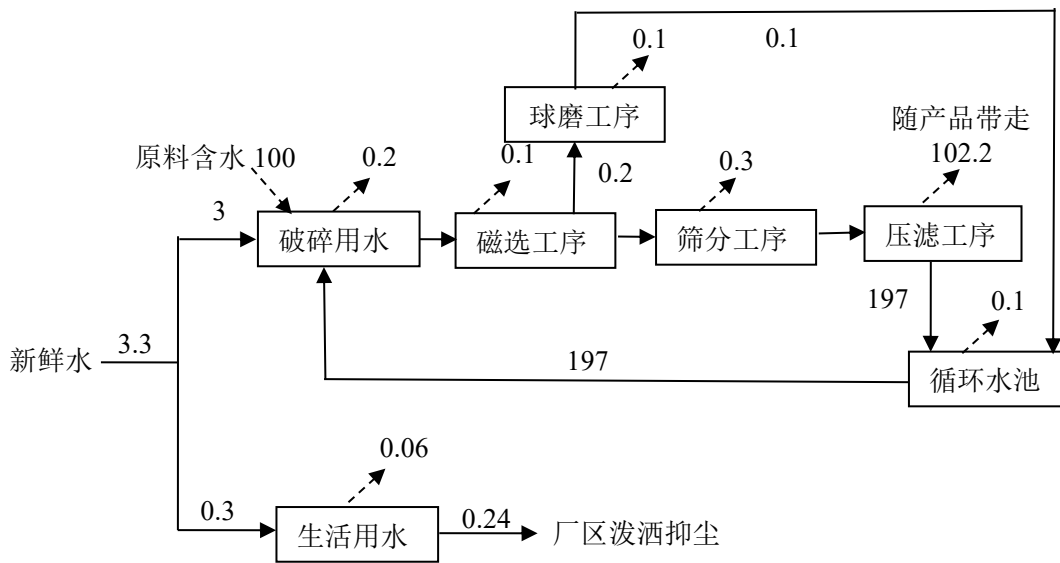 0.1
0.1
球磨工序
随产品带走
102.2
原料含水 100
0.2
0.1
0.2
0.3
3
破碎用水
磁选工序
筛分工序
压滤工序
197
0.1
新鲜水
3.3
197
循环水池
0.06
0.3
生活用水
0.24
厂区泼洒抑尘